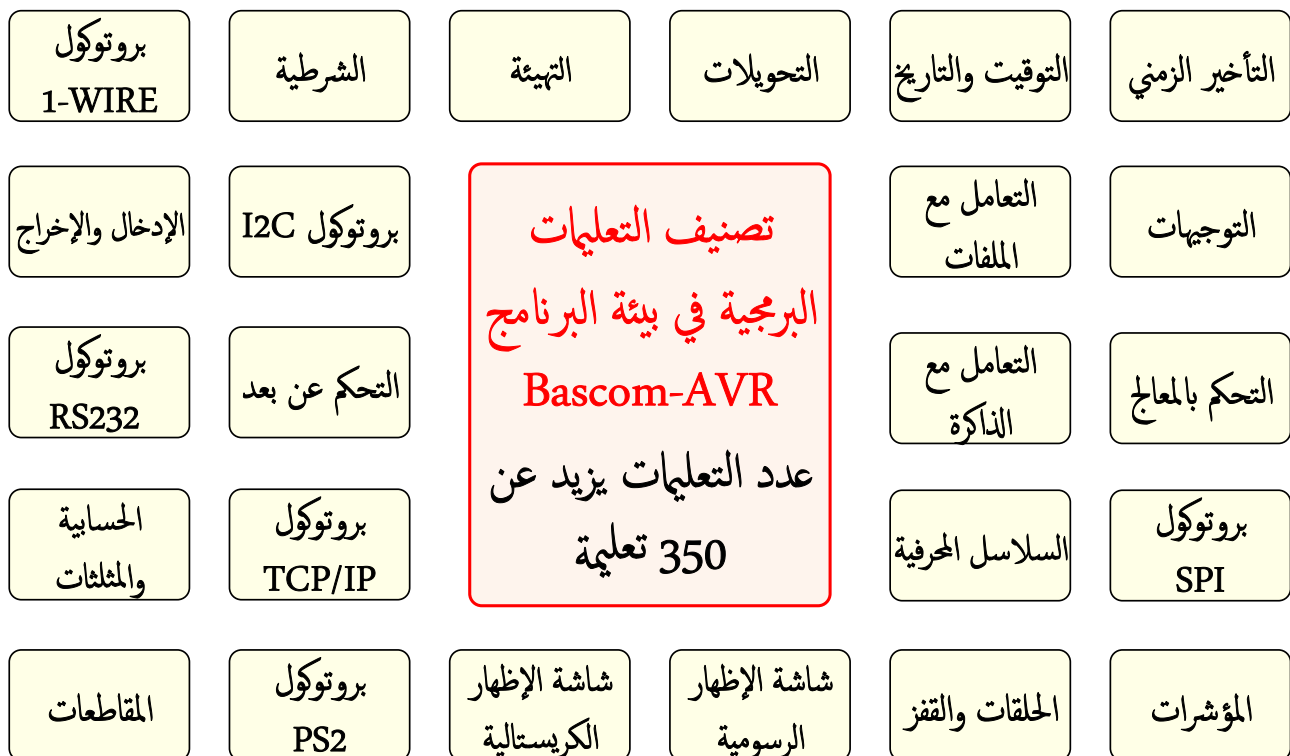 التأخير الزمني
التوقيت والتاريخ
التحويلات
التهيئة
الشرطية
بروتوكول
1-WIRE
التوجيهات
التعامل مع
الملفات
تصنيف التعليمات
البرمجية في بيئة البرنامج
Bascom-AVR
عدد التعليمات يزيد عن
350 تعليمة
بروتوكول I2C
الإدخال والإخراج
التحكم بالمعالج
التعامل مع
الذاكرة
التحكم عن بعد
بروتوكول
RS232
بروتوكول
SPI
السلاسل المحرفية
بروتوكول
TCP/IP
الحسابية
والمثلثات
المؤشرات
الحلقات والقفز
شاشة الإظهار
الرسومية
شاشة الإظهار
الكريستالية
بروتوكول
PS2
المقاطعات